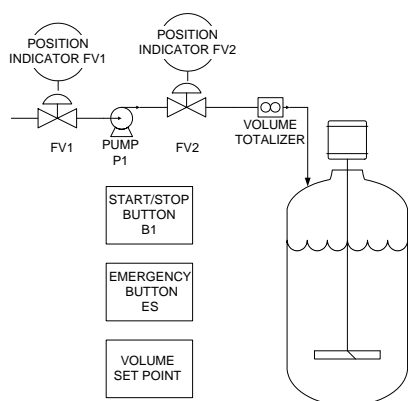 POSITION
INDICATOR FV1
POSITION
INDICATOR FV2
FV1
PUMP
P1
FV2
VOLUME
TOTALIZER
START/STOP
BUTTON
B1
EMERGENCY
BUTTON
ES
VOLUME
SET POINT